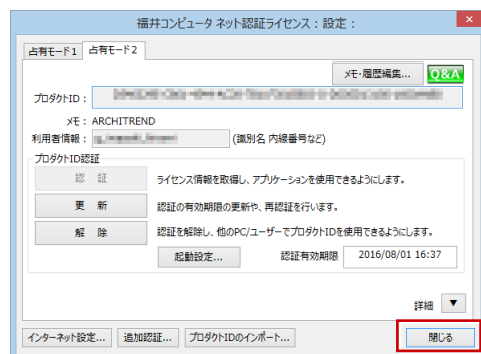 福井コンピュータ ネット認証ライセンス：設定：
占有モード1 占有モード2
メモ・履歴編集... Q&A
プロダクトID：
メモ： ARCHITREND
利用者情報： (識別名 内線番号など)
プロダクトID認証
認 証 ライセンス情報を取得し、アプリケーションを使用できるようにします。
更 新 認証の有効期限の更新や、再認証を行います。
解 除 認証を解除し、他のPC/ユーザーでプロダクトIDを使用できるようにします。
起動設定... 認証有効期限 2016/08/01 16:37
詳細 ▼
インターネット設定... 追加認証... プロダクトIDのインポート... 閉じる